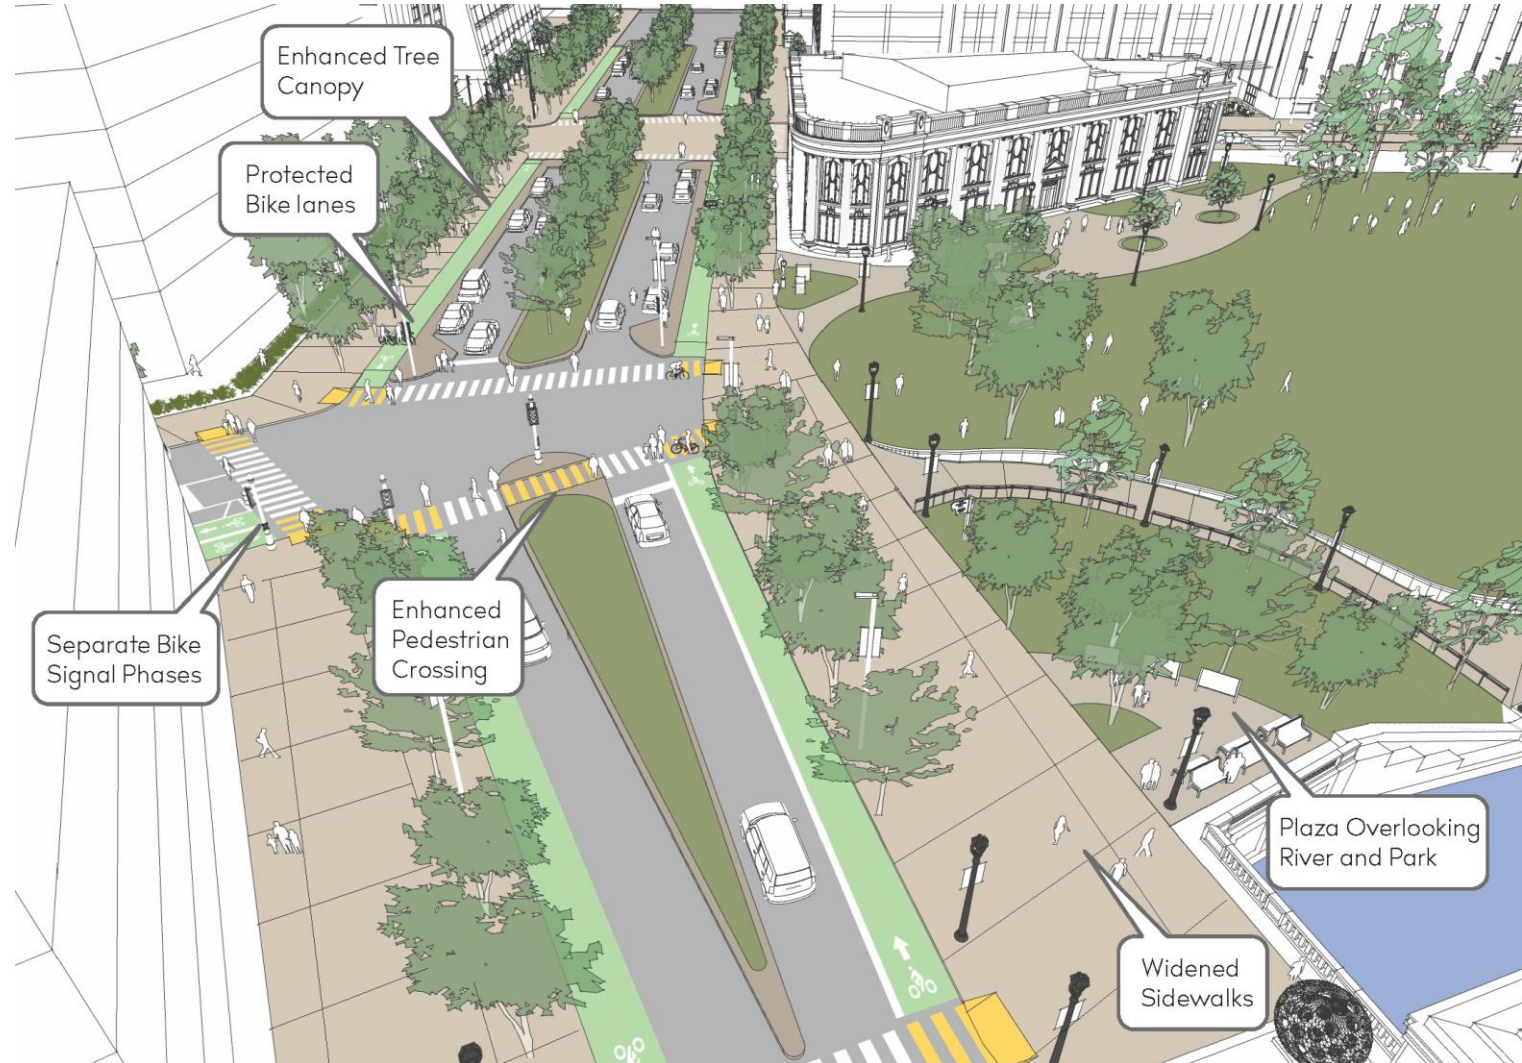 Enhanced Tree
Canopy
Protected
Bike lanes
Separate Bike
Signal Phases
Enhanced
Pedestrian
Crossing
Plaza Overlooking
River and Park
Widened
Sidewalks